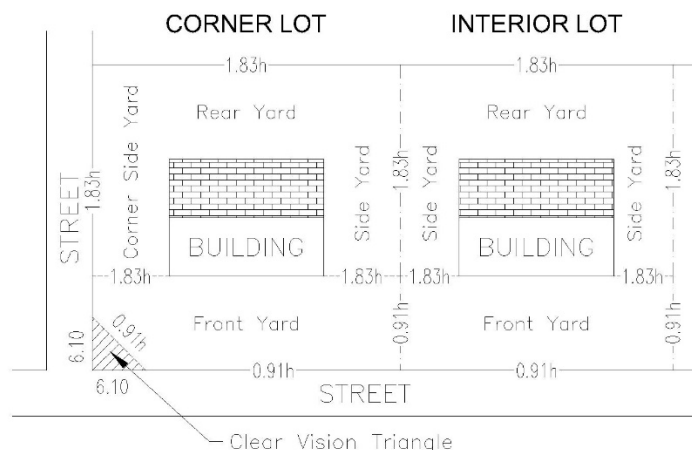 CORNER LOT
INTERIOR LOT
1.83h
1.83h
Rear Yard
Rear Yard
Corner Side Yard
1.83h
STREET
Side Yard
1.83h
Side Yard
Side Yard
1.83h
BUILDING
BUILDING
1.83h
1.83h
1.83h
1.83h
Front Yard
Front Yard
0.91h
0.91h
0.91h
6.10
6.10
0.91h
0.91h
STREET
Clear Vision Triangle